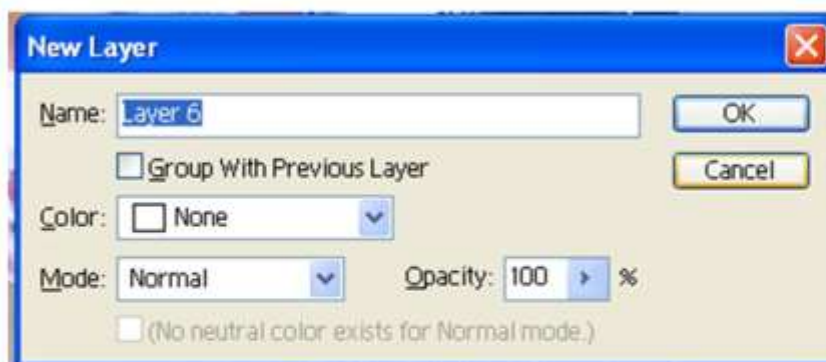 New Layer
Name: Layer 6
OK
Group With Previous Layer
Cancel
Color: None
Mode: Normal Opacity: 100 %
(No neutral color exists for Normal mode.)